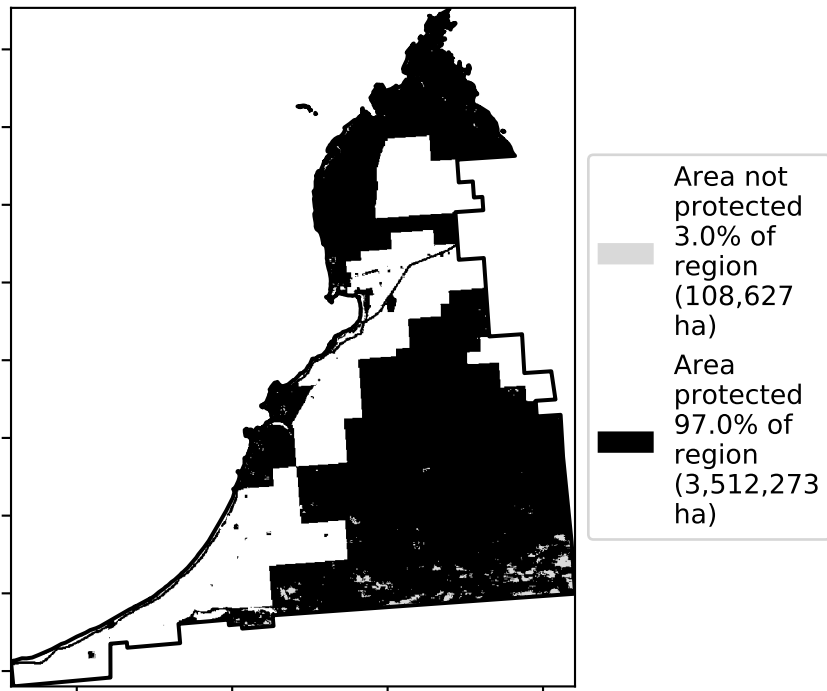 Area not
protected
3.0% of
region
(108,627
ha)
Area
protected
97.0% of
region
(3,512,273
ha)